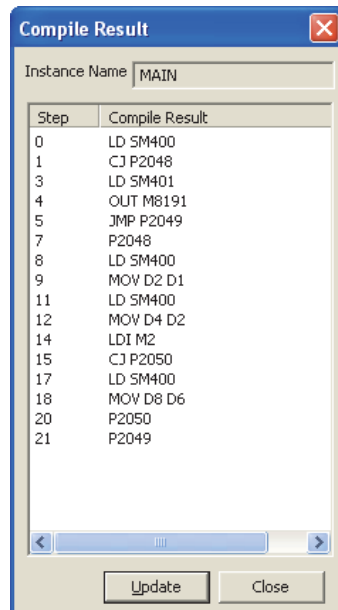 Compile Result
Instance Name MAIN
Step Compile Result
0 LD SM400
1 CJ P2048
3 LD SM401
4 OUT M8191
5 JMP P2049
7 P2048
8 LD SM400
9 MOV D2 D1
11 LD SM400
12 MOV D4 D2
14 LDI M2
15 CJ P2050
17 LD SM400
18 MOV D8 D6
20 P2050
21 P2049
Update Close